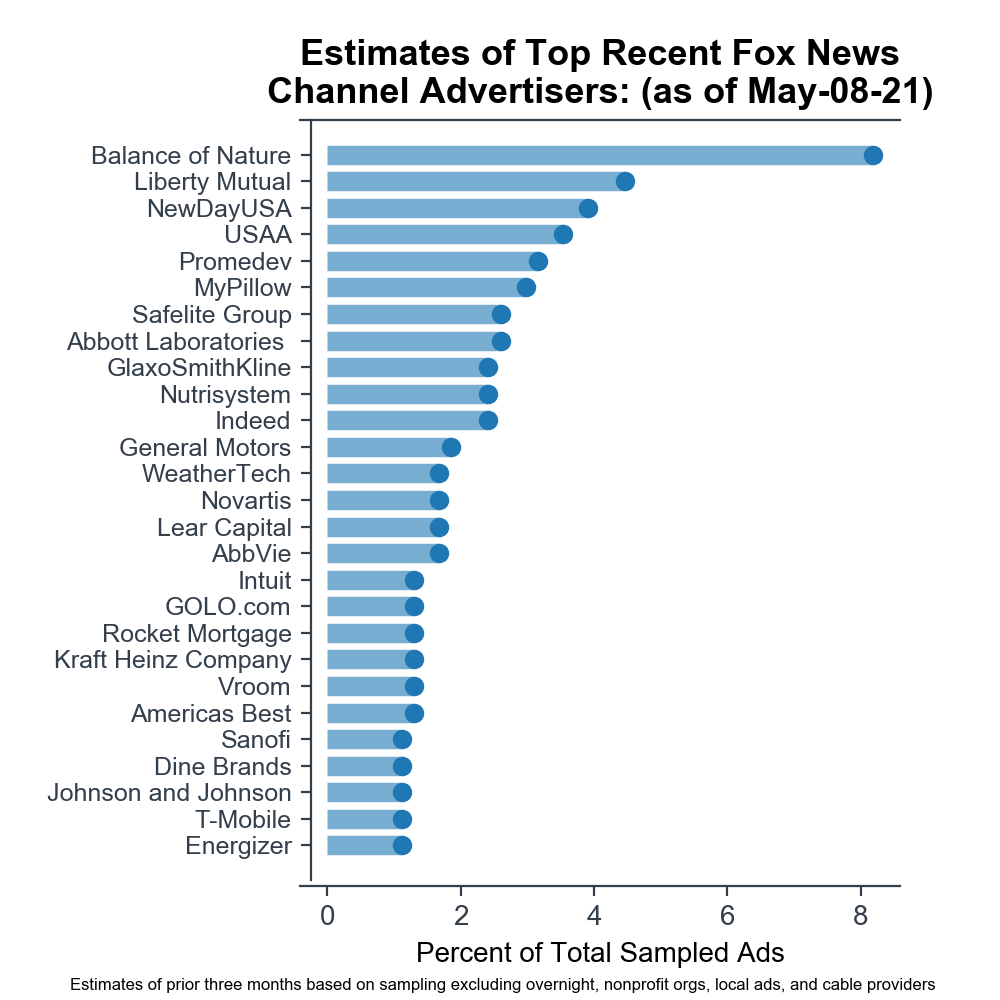 Estimates of Top Recent Fox News
Channel Advertisers: (as of May-08-21)
Balance of Nature
Liberty Mutual
NewDayUSA
USAA
Promedev
MyPillow
Safelite Group
Abbott Laboratories
GlaxoSmithKline
Nutrisystem
Indeed
General Motors
WeatherTech
Novartis
Lear Capital
AbbVie
Intuit
GOLO.com
Rocket Mortgage
Kraft Heinz Company
Vroom
Americas Best
Sanofi
Dine Brands
Johnson and Johnson
T-Mobile
Energizer
0 2 4 6 8
Percent of Total Sampled Ads
Estimates of prior three months based on sampling excluding overnight, nonprofit orgs, local ads, and cable providers